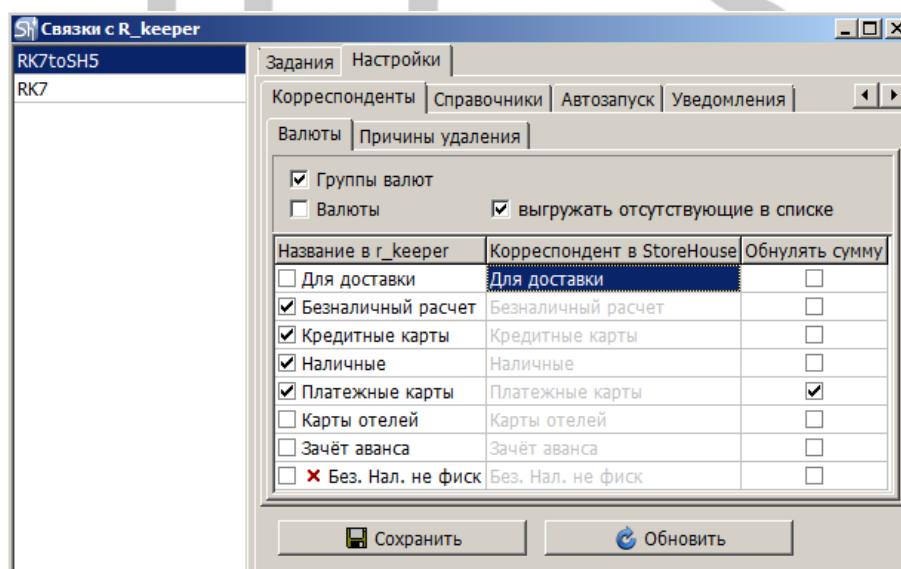 Связки с R_keeper
RK7toSH5
RK7
Задания Настройки
Корреспонденты Справочники Автозапуск Уведомления
Валюты Причины удаления
Группы валют
Валюты выгружать отсутствующие в списке
Название в r_keeper Корреспондент в StoreHouse Обнулять сумму
Для доставки Для доставки
Безналичный расчет Безналичный расчет
Кредитные карты Кредитные карты
Наличные Наличные
Платежные карты Платежные карты
Карты отелей Карты отелей
Зачёт аванса Зачёт аванса
Без. Нал. не фиск Без. Нал. не фиск
Сохранить Обновить